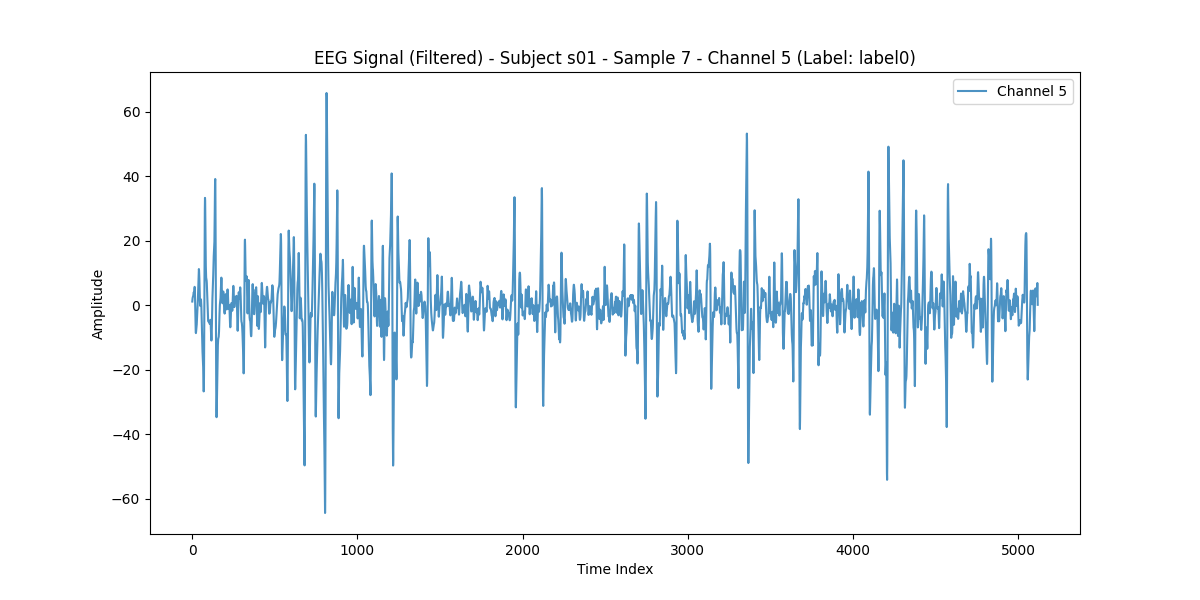 EEG Signal (Filtered) - Subject s01 - Sample 7 - Channel 5 (Label: label0)
Channel 5
60
40
20
0
−20
−40
−60
Amplitude
0 1000 2000 3000 4000 5000
Time Index